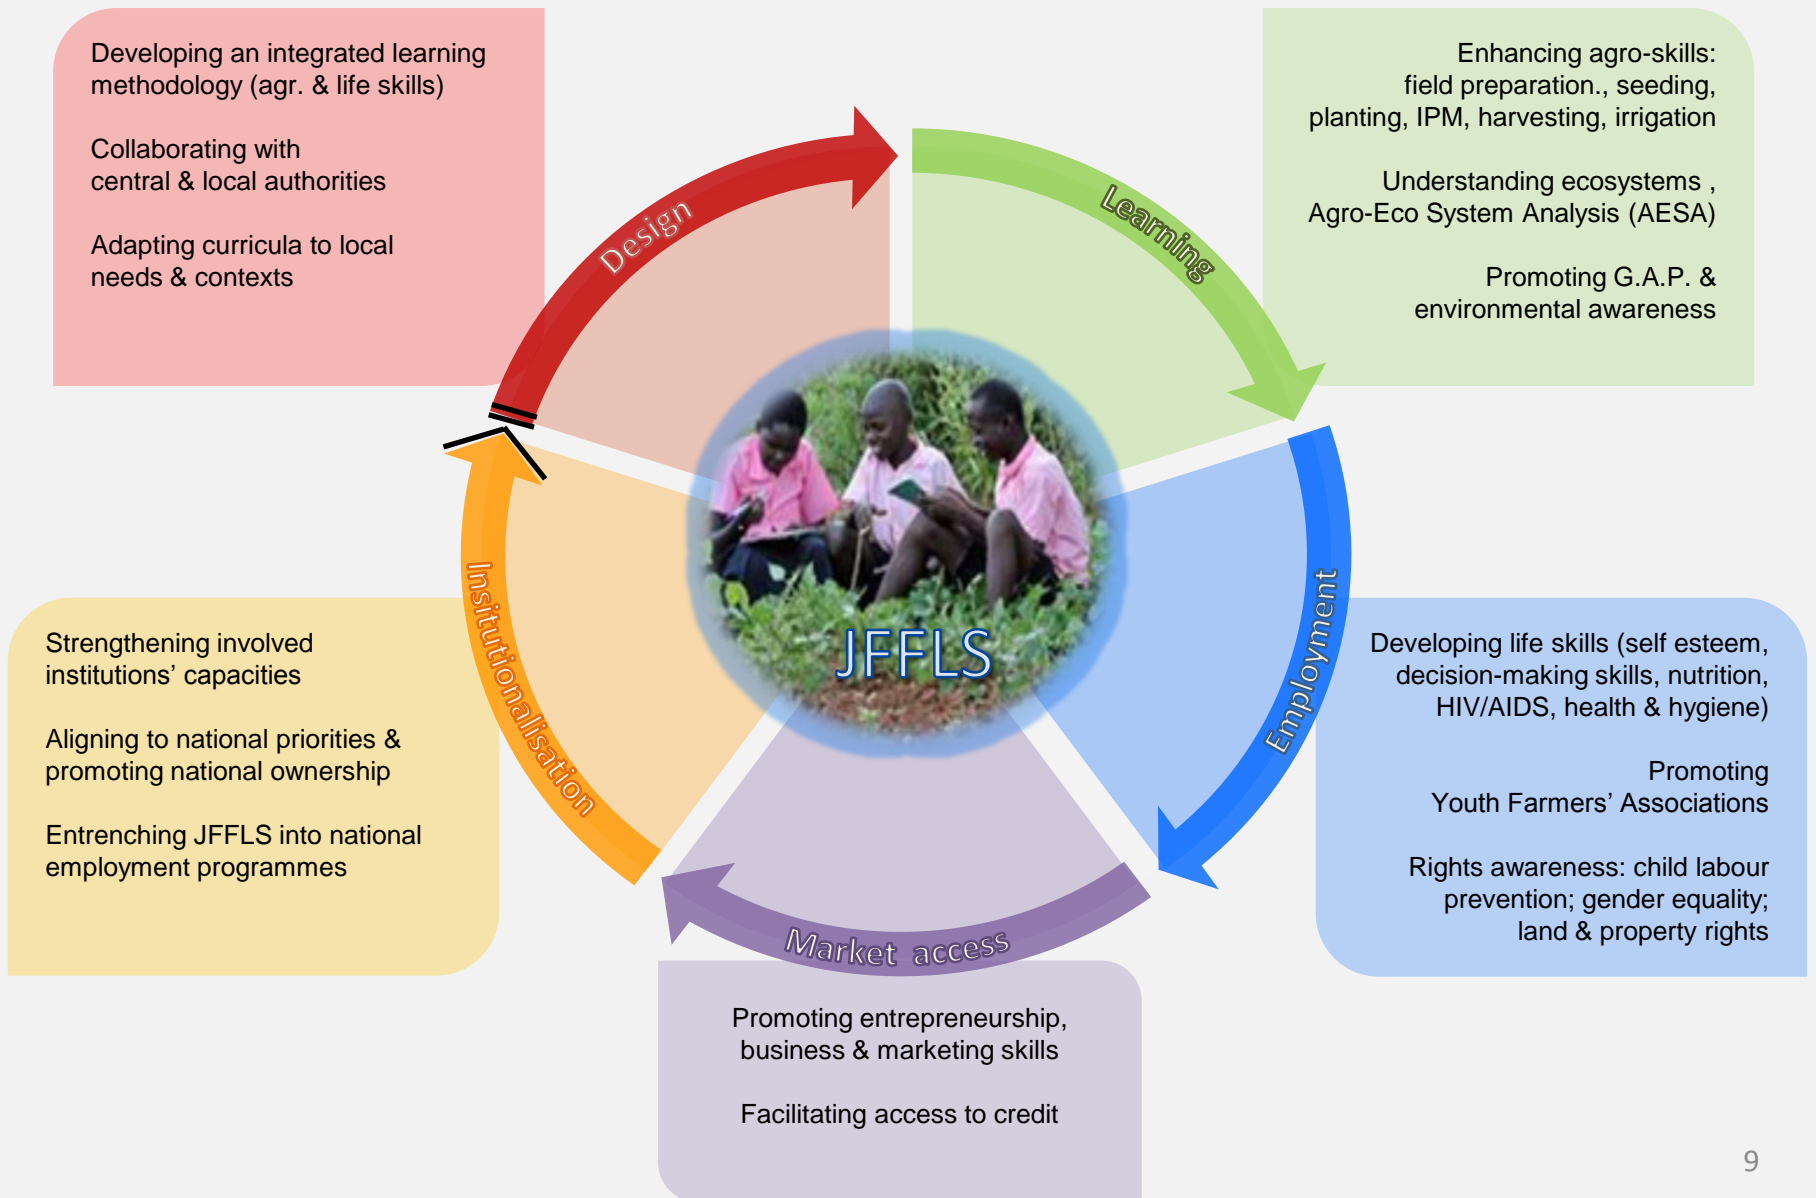 Developing an integrated learning
methodology (agr. & life skills)
Collaborating with
central & local authorities
Adapting curricula to local
needs & contexts
Design
Enhancing agro-skills:
field preparation., seeding,
planting, IPM, harvesting, irrigation
Understanding ecosystems ,
Agro-Eco System Analysis (AESA)
Promoting G.A.P. &
environmental awareness
Learning
JFFLS
Developing life skills (self esteem,
decision-making skills, nutrition,
HIV/AIDS, health & hygiene)
Promoting
Youth Farmers’ Associations
Rights awareness: child labour
prevention; gender equality;
land & property rights
Employment
Market access
Promoting entrepreneurship,
business & marketing skills
Facilitating access to credit
Insitutionalisation
Strengthening involved
institutions’ capacities
Aligning to national priorities &
promoting national ownership
Entrenching JFFLS into national
employment programmes
9